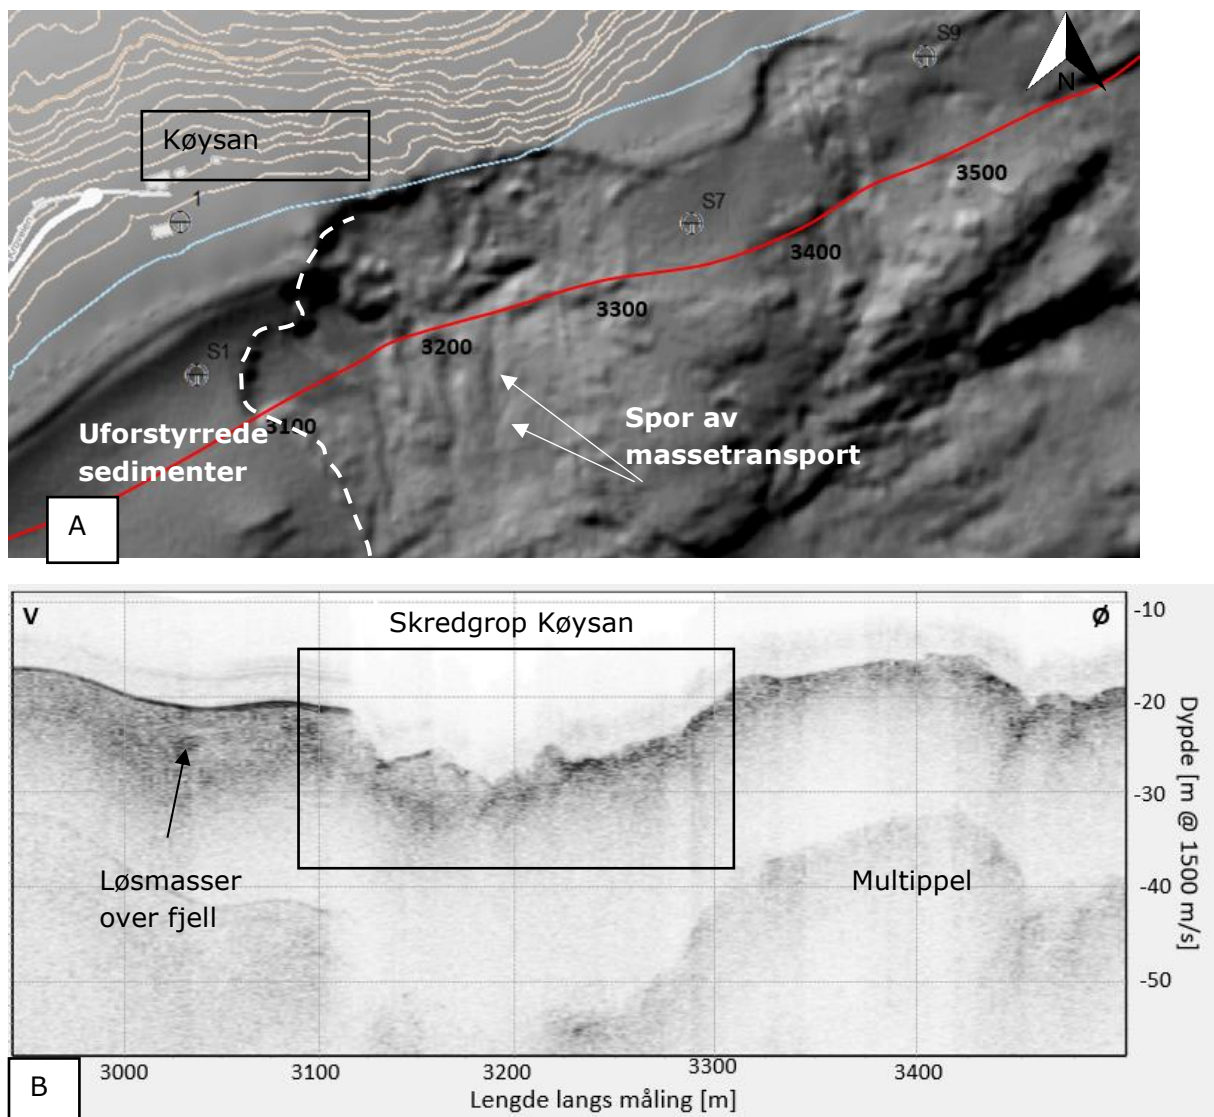 S9
N
Køysan
1
3500
S7
3400
3300
3200
S1
3100
Uforstyrrede
sedimenter
Spor av
massetransport
A
V
Skredgrop Køysan
Ø
-10
-20
-30
-40
-50
Dypde [m @ 1500 m/s]
Løsmasser
over fjell
Multippel
B
3000
3100
3200
3300
3400
Lengde langs måling [m]